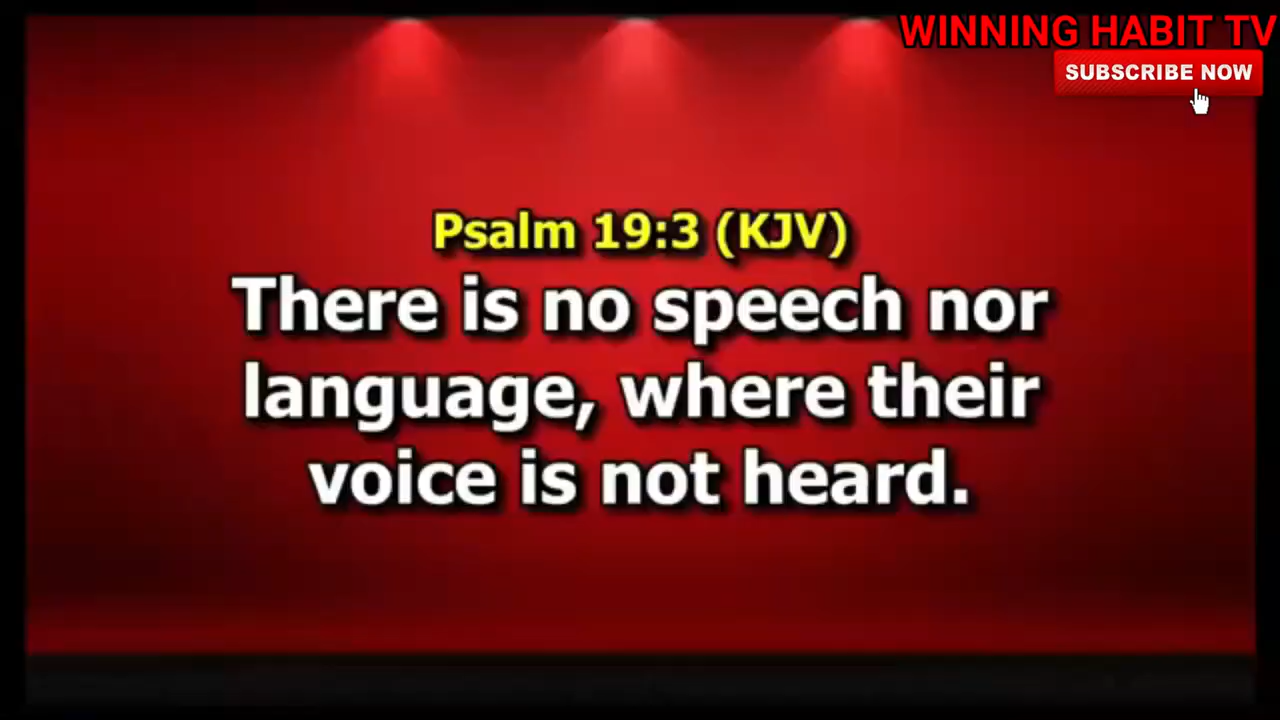 WINNING HABIT TV
SUBSCRIBE NOW
Psalm 19:3 (KJV)
There is no speech nor
language, where their
voice is not heard.